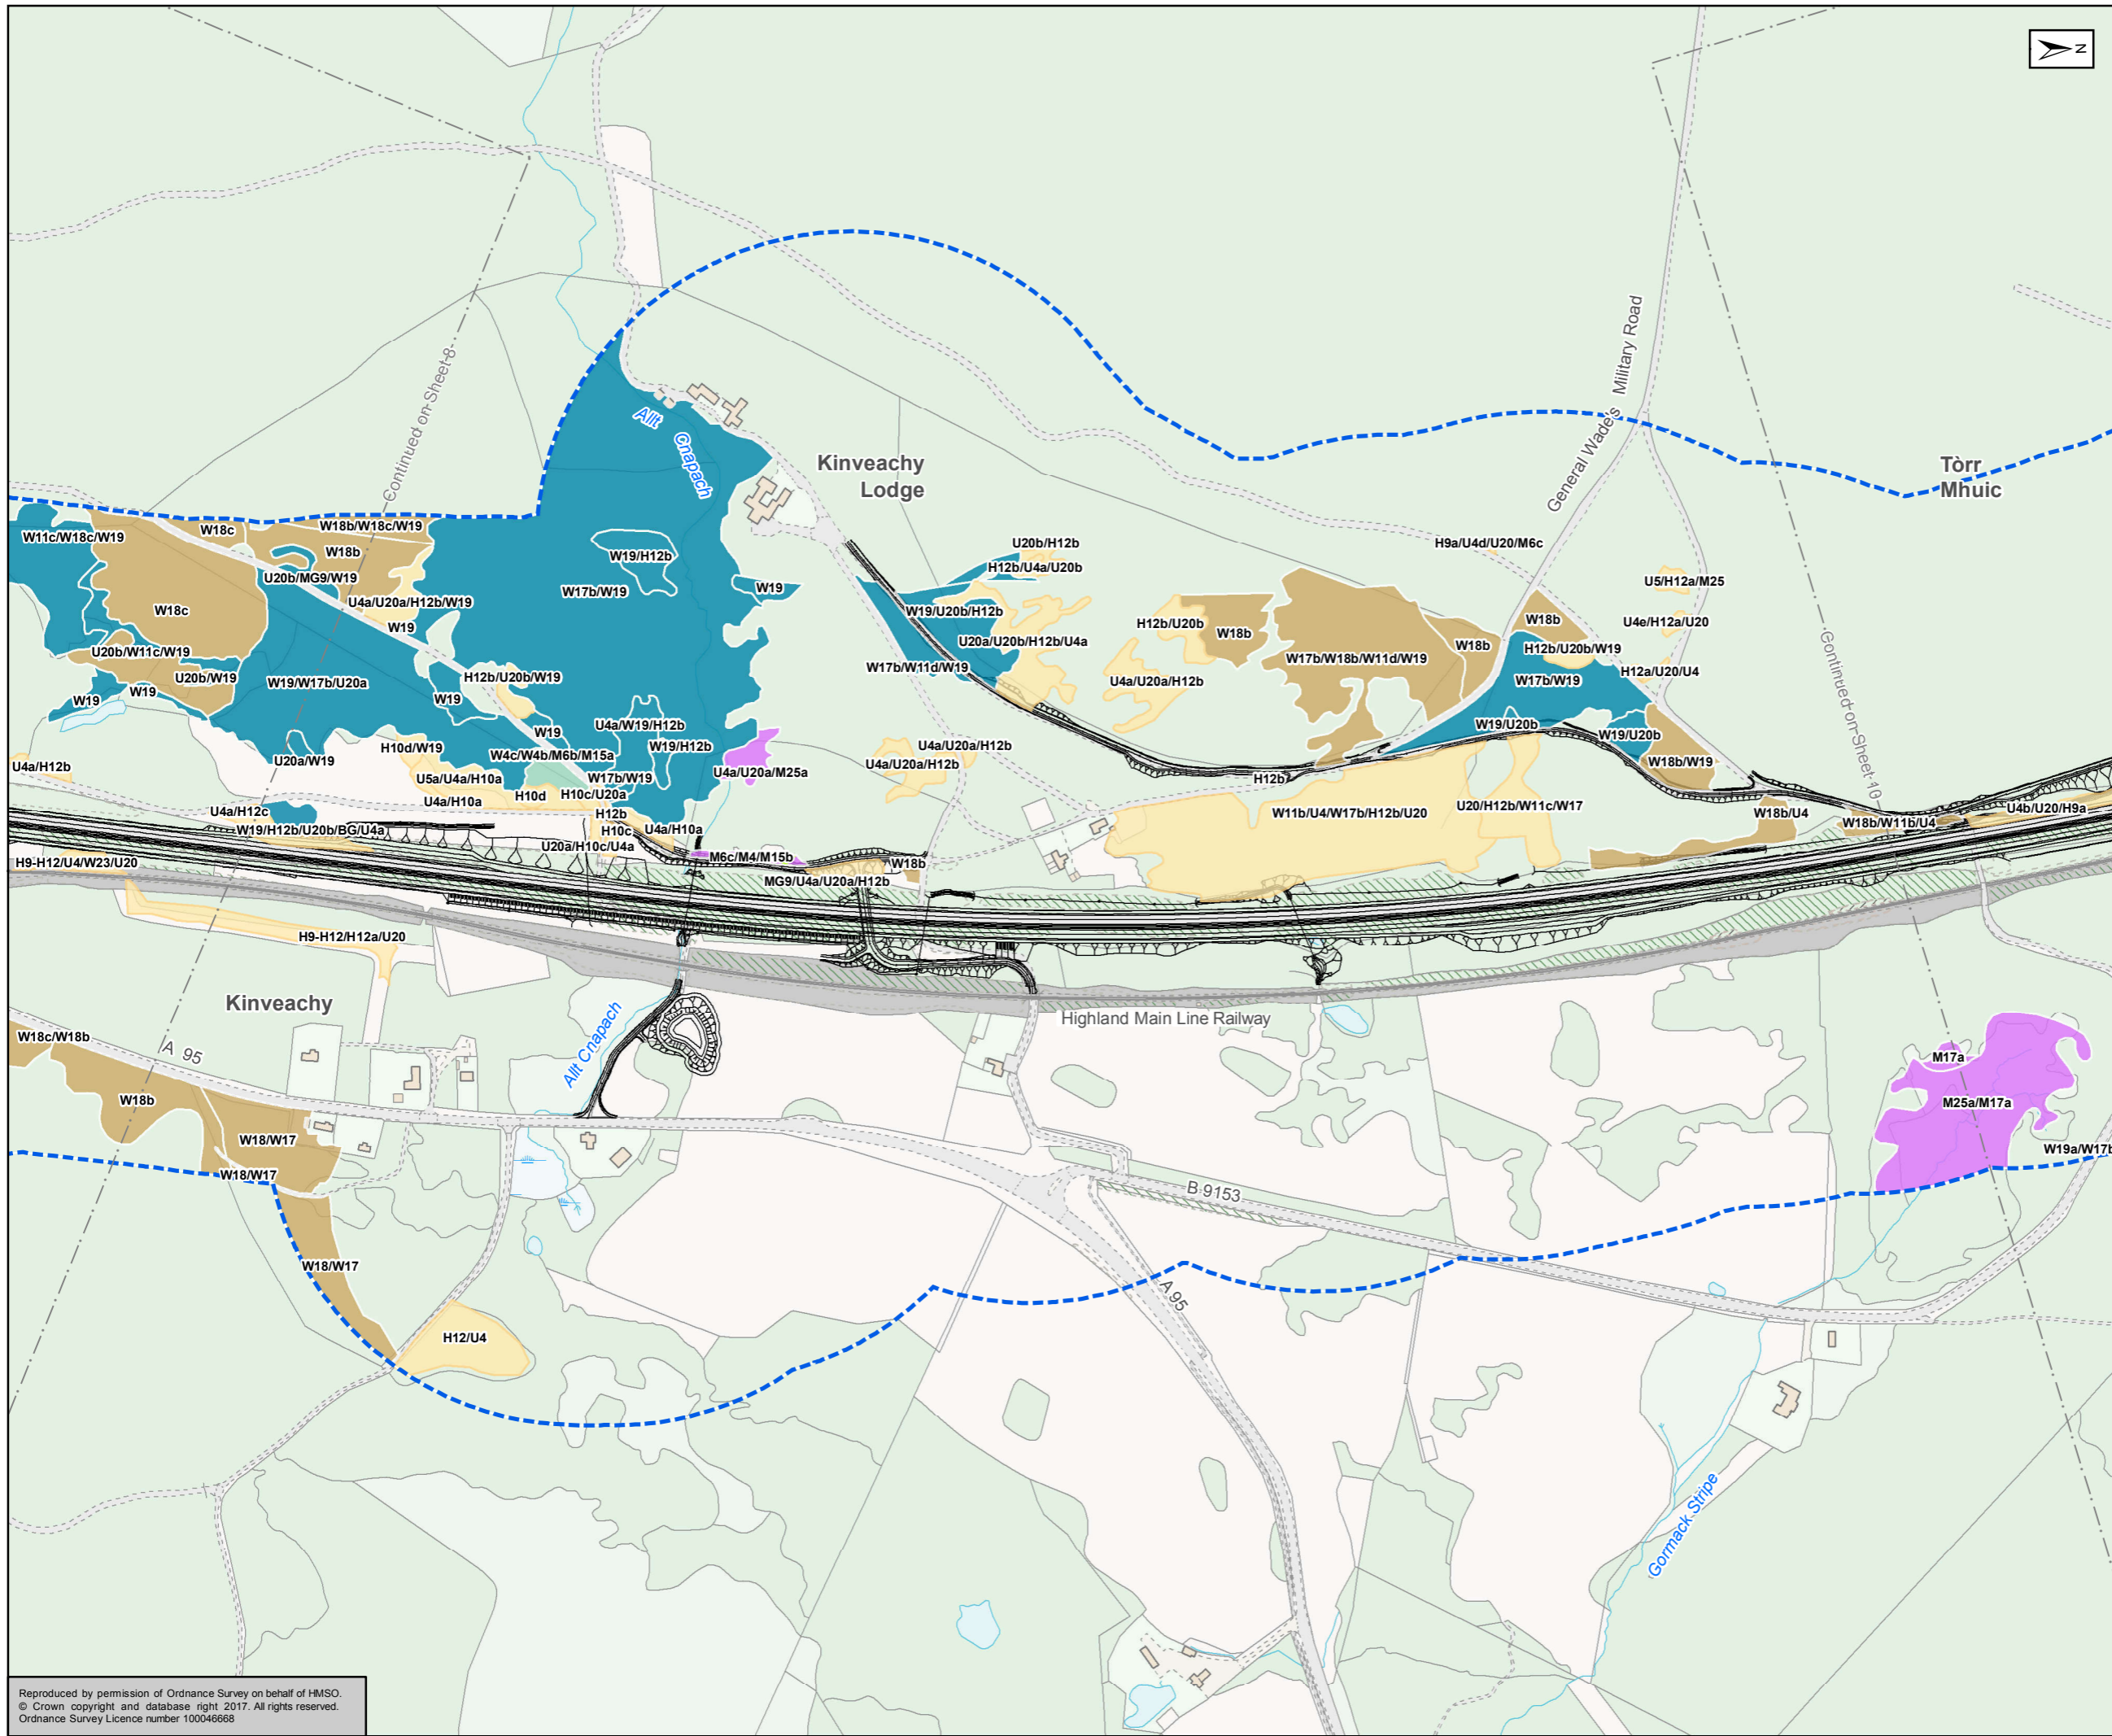 N
Continued on Sheet 8
General Wade's Military Road
Allt
Cnapach
Kinveachy
Lodge
Tòrr
Mhuic
W11c/W18c/W19
W18c
W18b/W18c/W19
W18b
U20b/MG9/W19
W18c
U4a/U20a/H12b/W19
W19
W19/H12b
W17b/W19
W19
U20b/H12b
H12b/U4a/U20b
H9a/U4d/U20/M6c
U5/H12a/M25
W19/U20b/H12b
U20a/U20b/H12b/U4a
H12b/U20b
W18b
W18b
U4e/H12a/U20
U20b/W11c/W19
U20b/W19
W19/W17b/U20a
H12b/U20b/W19
W17b/W11d/W19
U4a/U20a/H12b
W17b/W18b/W11d/W19
W18b
H12b/U20b/W19
H12a/U20/U4
W17b/W19
Continued on Sheet 10
W19
W19
W19
W19
U4a/W19/H12b
W19/H12b
W19/U20b
W19/U20b
H10d/W19
W4c/W4b/M6b/M15a
U4a/U20a/H12b
U4a/U20a/H12b
W18b/W19
U4a/H12b
U20a/W19
U5a/U4a/H10a
W17b/W19
U4a/U20a/M25a
H12b
U4a/H10a
H10d
H10c/U20a
U4a/H12c
H12b
W11b/U4/W17b/H12b/U20
U20/H12b/W11c/W17
W18b/U4
U4b/U20/H9a
W19/H12b/U20b/BG/U4a
H10c
U4a/H10a
W18b/W11b/U4
U20a/H10c/U4a
H9-H12/U4/W23/U20
M6c/M4/M15b
W18b
MG9/U4a/U20a/H12b
H9-H12/H12a/U20
Kinveachy
Allt Cnapach
Highland Main Line Railway
W18c/W18b
A 95
W18b
W18/W17
W18/W17
W18/W17
M17a
M25a/M17a
W19a/W17b
B 9153
A 95
H12/U4
Gormack Stripe
Reproduced by permission of Ordnance Survey on behalf of HMSO.
© Crown copyright and database right 2017. All rights reserved.
Ordnance Survey Licence number 100046668